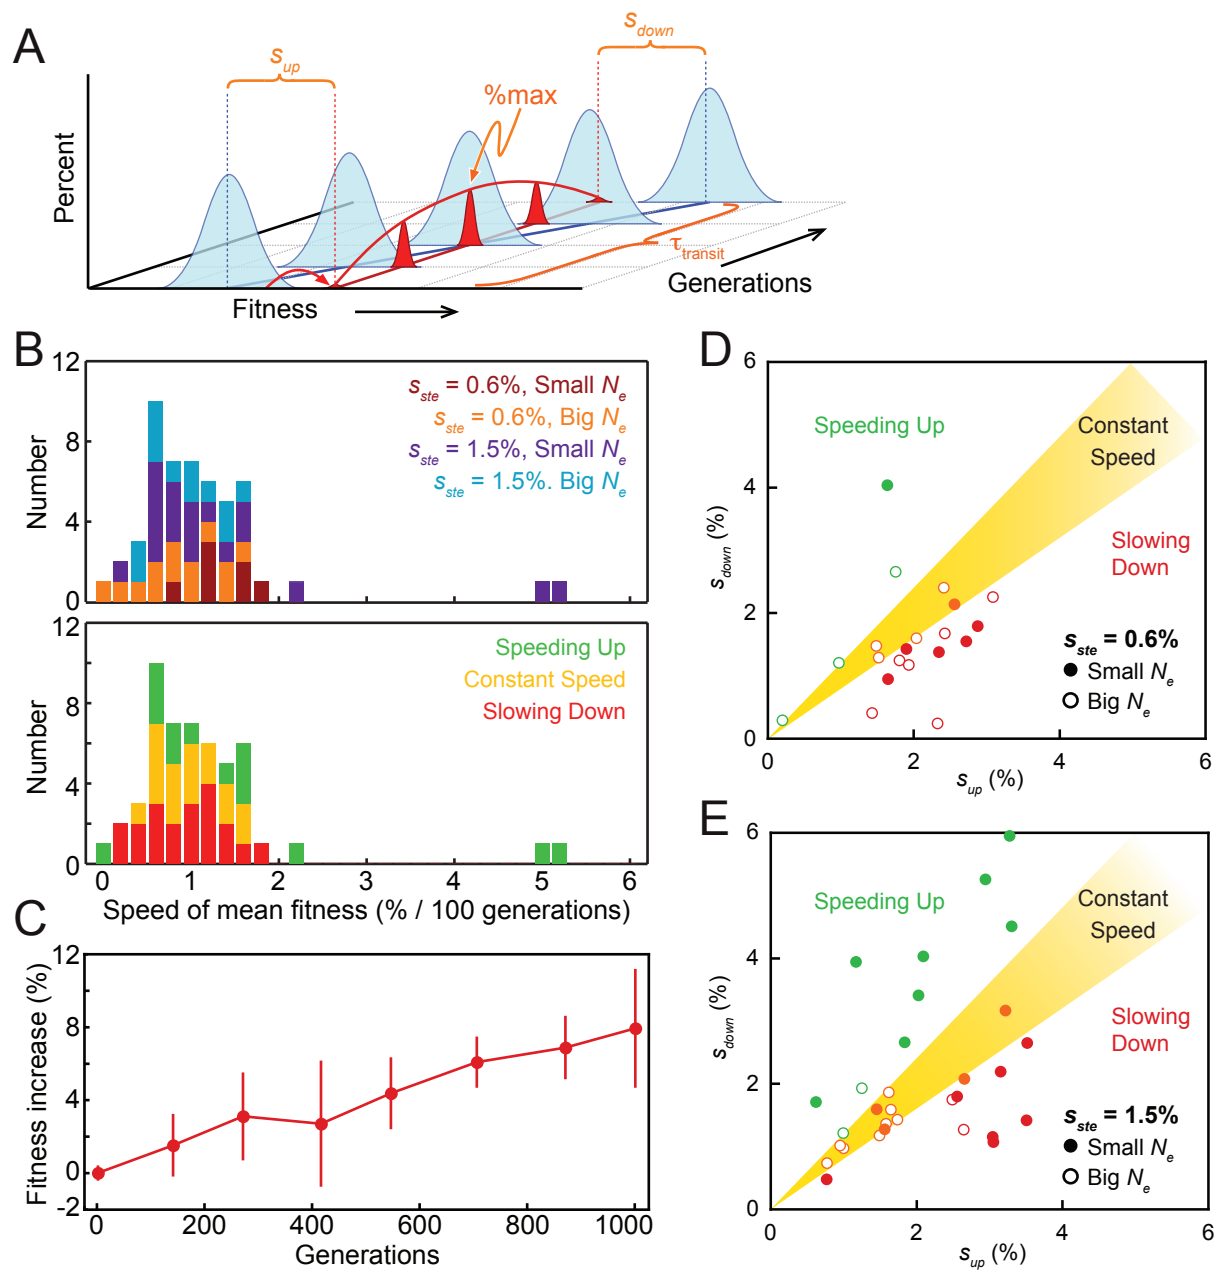 A
s_up
s_down
%max
Percent
τ_transit
Generations
Fitness
B
12
8
4
0
Number
s_ste = 0.6%, Small N_e
s_ste = 0.6%, Big N_e
s_ste = 1.5%, Small N_e
s_ste = 1.5%. Big N_e
12
8
4
0
Number
Speeding Up
Constant Speed
Slowing Down
0 1 2 3 4 5 6
Speed of mean fitness (% / 100 generations)
C
12
8
4
0
-2
Fitness increase (%)
0 200 400 600 800 1000
Generations
D
6
4
2
0
s_down (%)
Speeding Up
Constant
Speed
Slowing
Down
s_ste = 0.6%
Small N_e
Big N_e
0 2 4 6
s_up (%)
E
6
4
2
0
s_down (%)
Speeding Up
Constant
Speed
Slowing
Down
s_ste = 1.5%
Small N_e
Big N_e
0 2 4 6
s_up (%)